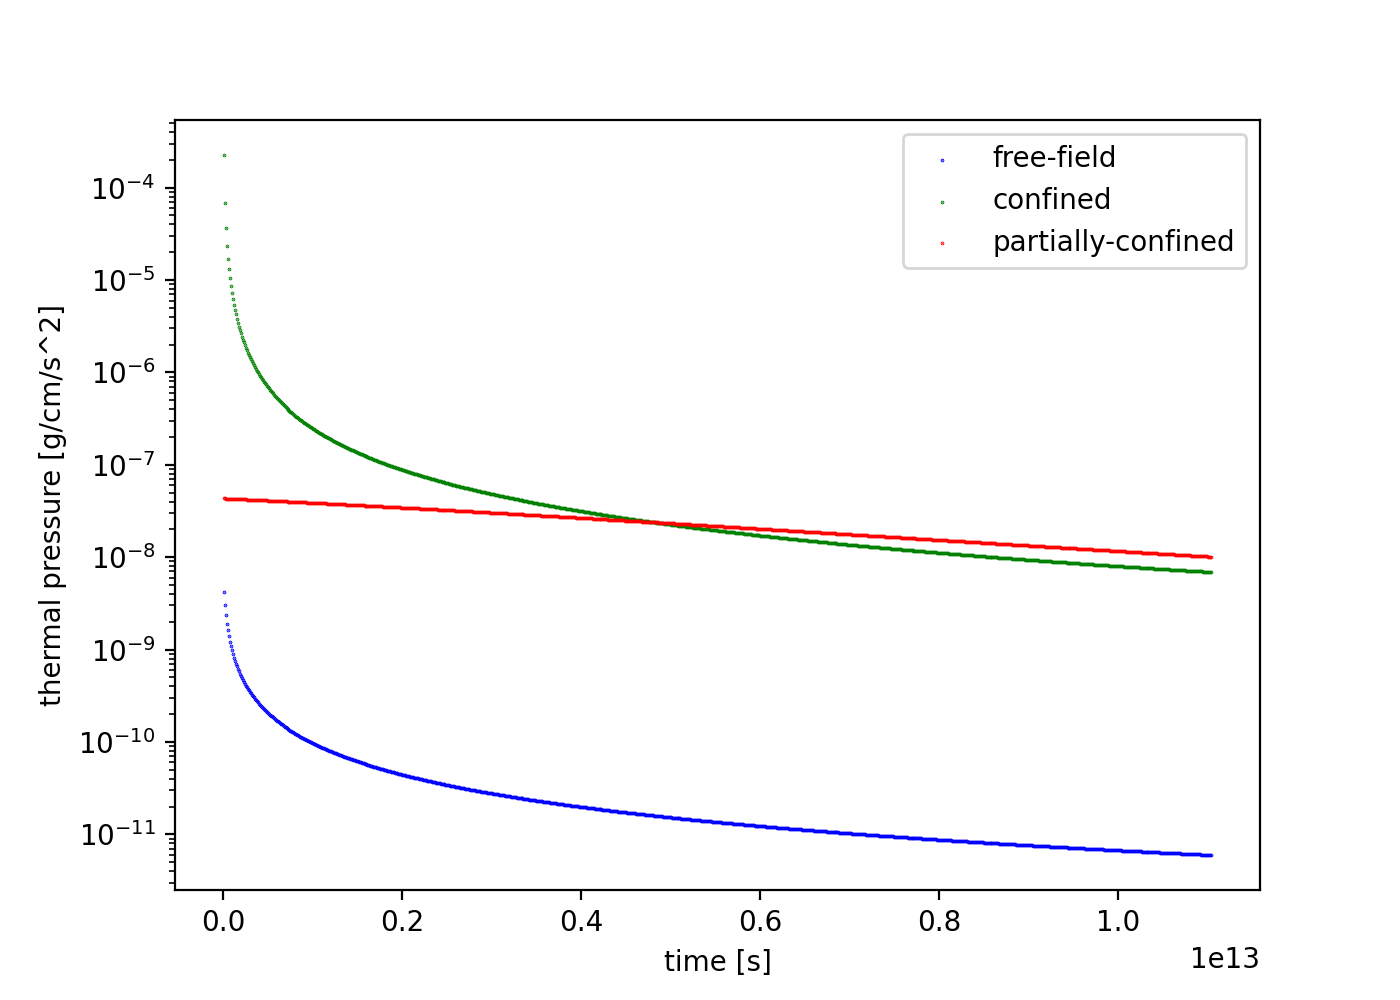 free-field
confined
partially-confined
thermal pressure [g/cm/s^2]
10⁻⁴
10⁻⁵
10⁻⁶
10⁻⁷
10⁻⁸
10⁻⁹
10⁻¹⁰
10⁻¹¹
0.0 0.2 0.4 0.6 0.8 1.0
time [s]
1e13